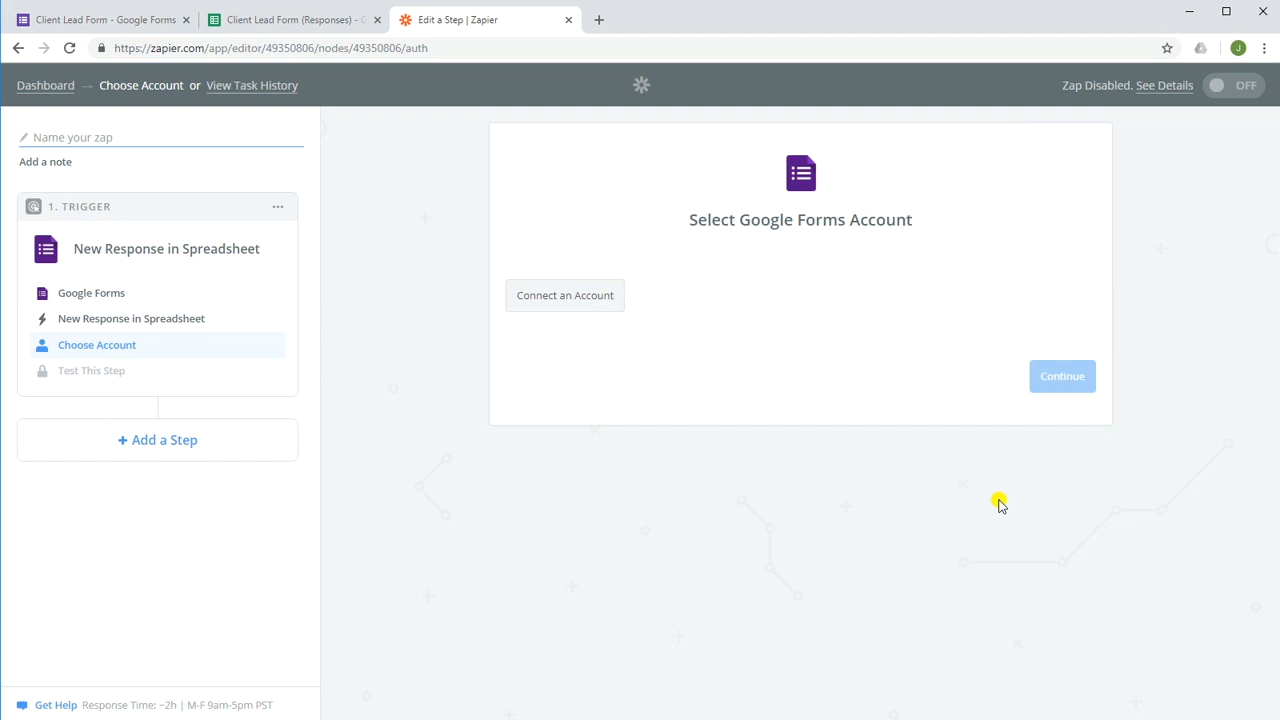 Client Lead Form - Google Forms
Client Lead Form (Responses) - G
Edit a Step | Zapier
https://zapier.com/app/editor/49350806/nodes/49350806/auth
J
Dashboard → Choose Account or View Task History
Zap Disabled. See Details OFF
Name your zap
Add a note
1. TRIGGER
New Response in Spreadsheet
Google Forms
New Response in Spreadsheet
Choose Account
Test This Step
+ Add a Step
Select Google Forms Account
Connect an Account
Continue
Get Help Response Time: ~2h | M-F 9am-5pm PST